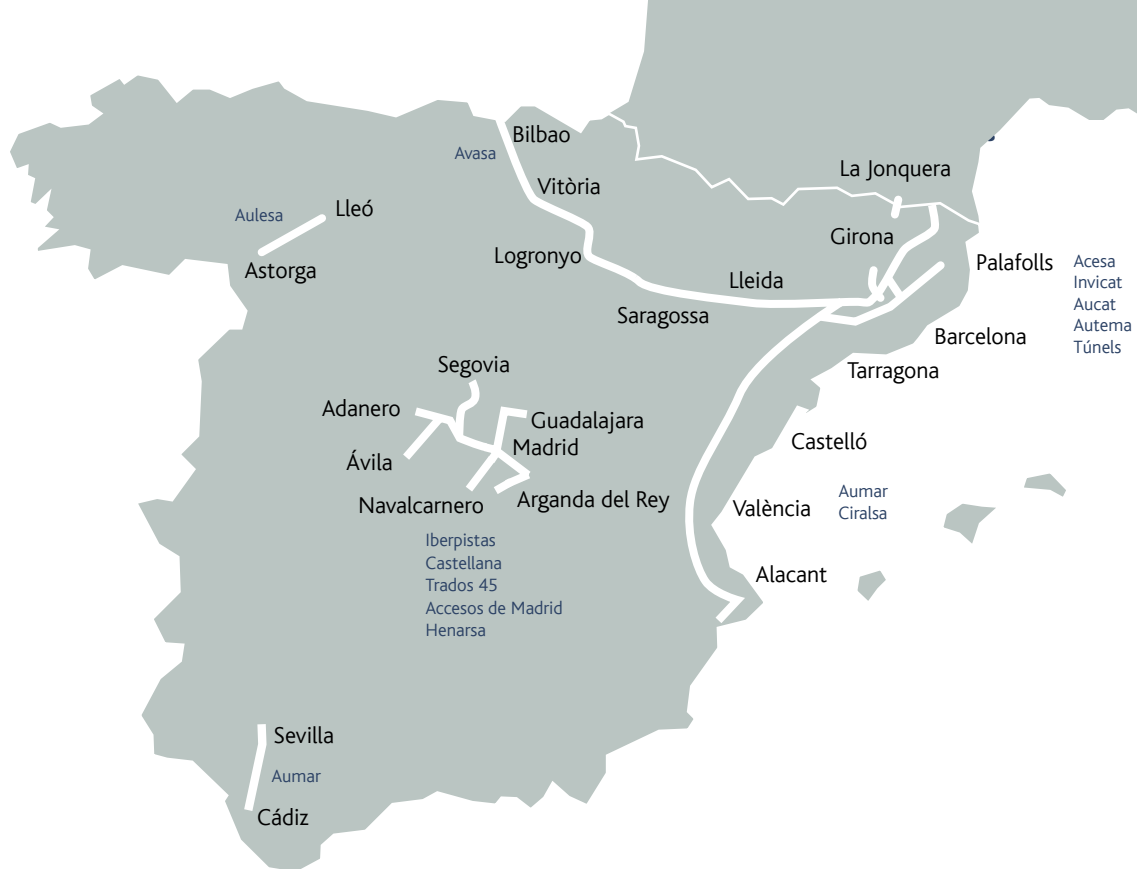 Bilbao
Avasa
La Jonquera
Vitòria
Lleó
Aulesa
Girona
Logronyo
Palafolls
Acesa
Invicat
Aucat
Autema
Túnels
Astorga
Lleida
Saragossa
Barcelona
Segovia
Tarragona
Adanero
Guadalajara
Madrid
Castelló
Ávila
Navalcarnero
Arganda del Rey
València
Aumar
Ciralsa
Iberpistas
Castellana
Trados 45
Accesos de Madrid
Henarsa
Alacant
Sevilla
Aumar
Cádiz